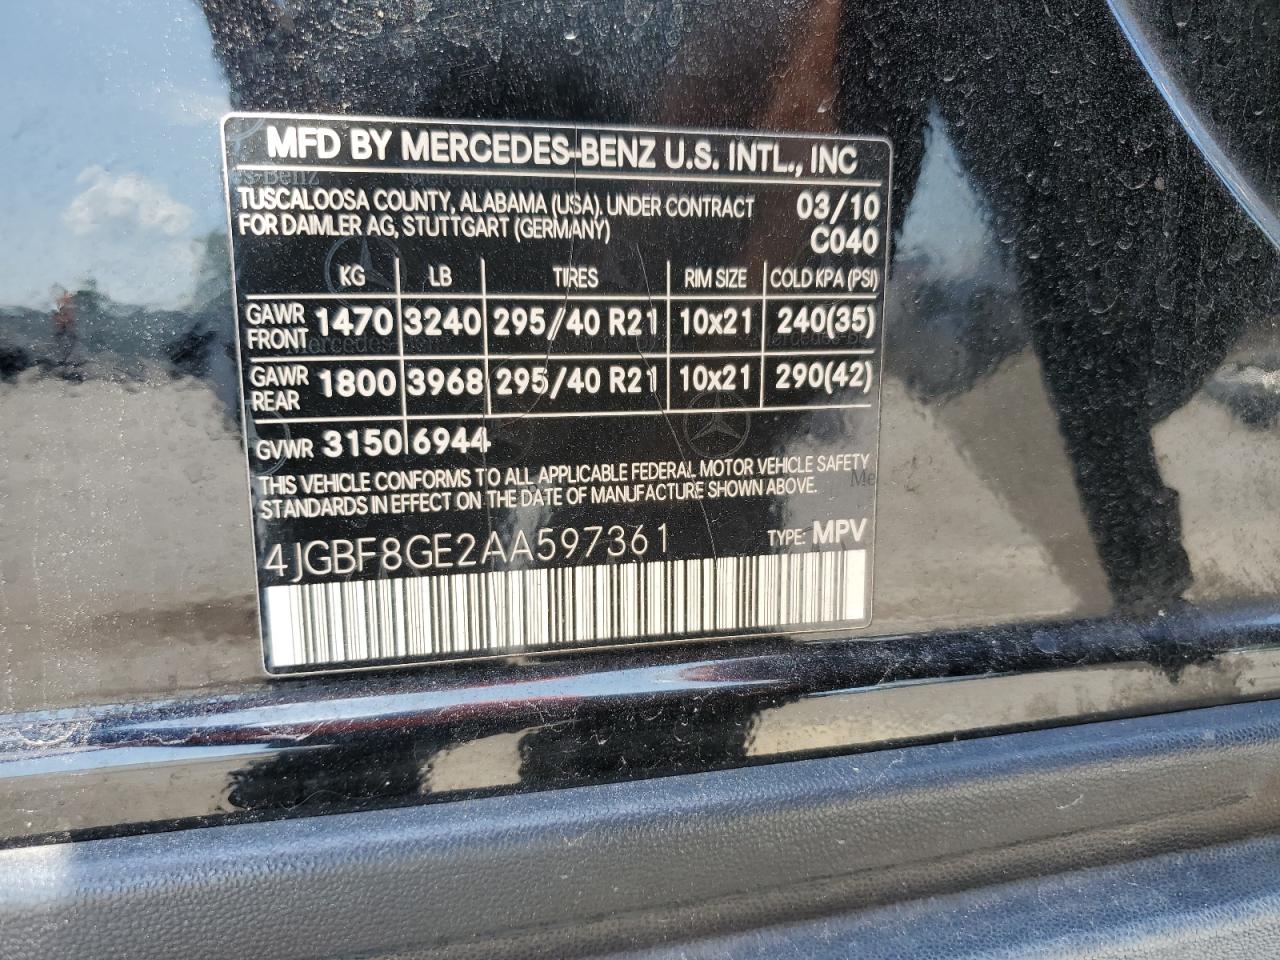 MFD BY MERCEDES-BENZ U.S. INTL., INC
TUSCALOOSA COUNTY, ALABAMA (USA), UNDER CONTRACT 03/10
FOR DAIMLER AG, STUTTGART (GERMANY) C040
KG LB TIRES RIM SIZE COLD KPA (PSI)
GAWR FRONT 1470 3240 295/40 R21 10x21 240(35)
GAWR REAR 1800 3968 295/40 R21 10x21 290(42)
GVWR 3150 6944
THIS VEHICLE CONFORMS TO ALL APPLICABLE FEDERAL MOTOR VEHICLE SAFETY
STANDARDS IN EFFECT ON THE DATE OF MANUFACTURE SHOWN ABOVE.
4JGBF8GE2AA597361 TYPE: MPV